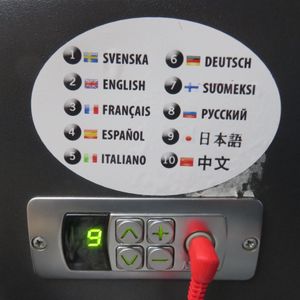 1 SVENSKA
2 ENGLISH
3 FRANÇAIS
4 ESPAÑOL
5 ITALIANO
6 DEUTSCH
7 SUOMEKSI
8 РУССКИЙ
9 日本語
10 中文
9